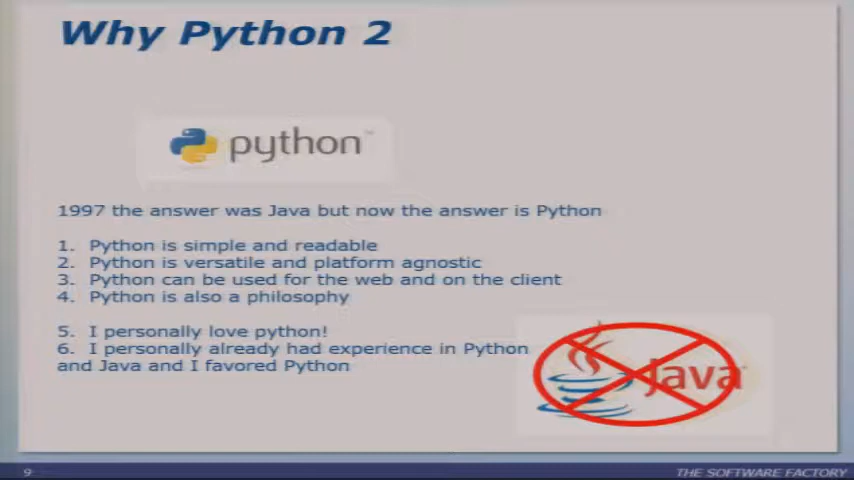 Why Python 2
python™
1997 the answer was Java but now the answer is Python
1. Python is simple and readable
2. Python is versatile and platform agnostic
3. Python can be used for the web and on the client
4. Python is also a philosophy
5. I personally love python!
6. I personally already had experience in Python
and Java and I favored Python
Java
9
THE SOFTWARE FACTORY